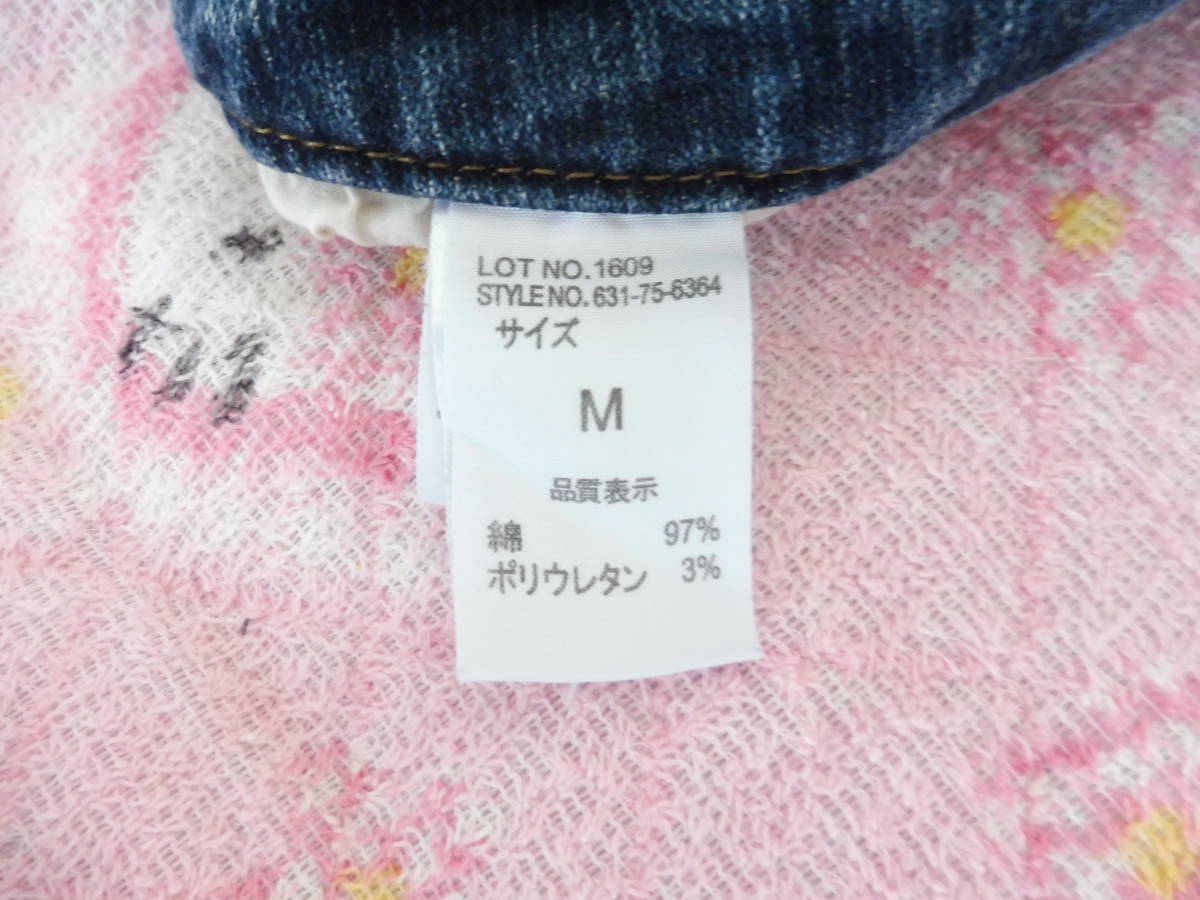 LOT NO.1609
STYLE NO. 631-75-6364
サイズ
M
品質表示
綿 97%
ポリウレタン 3%